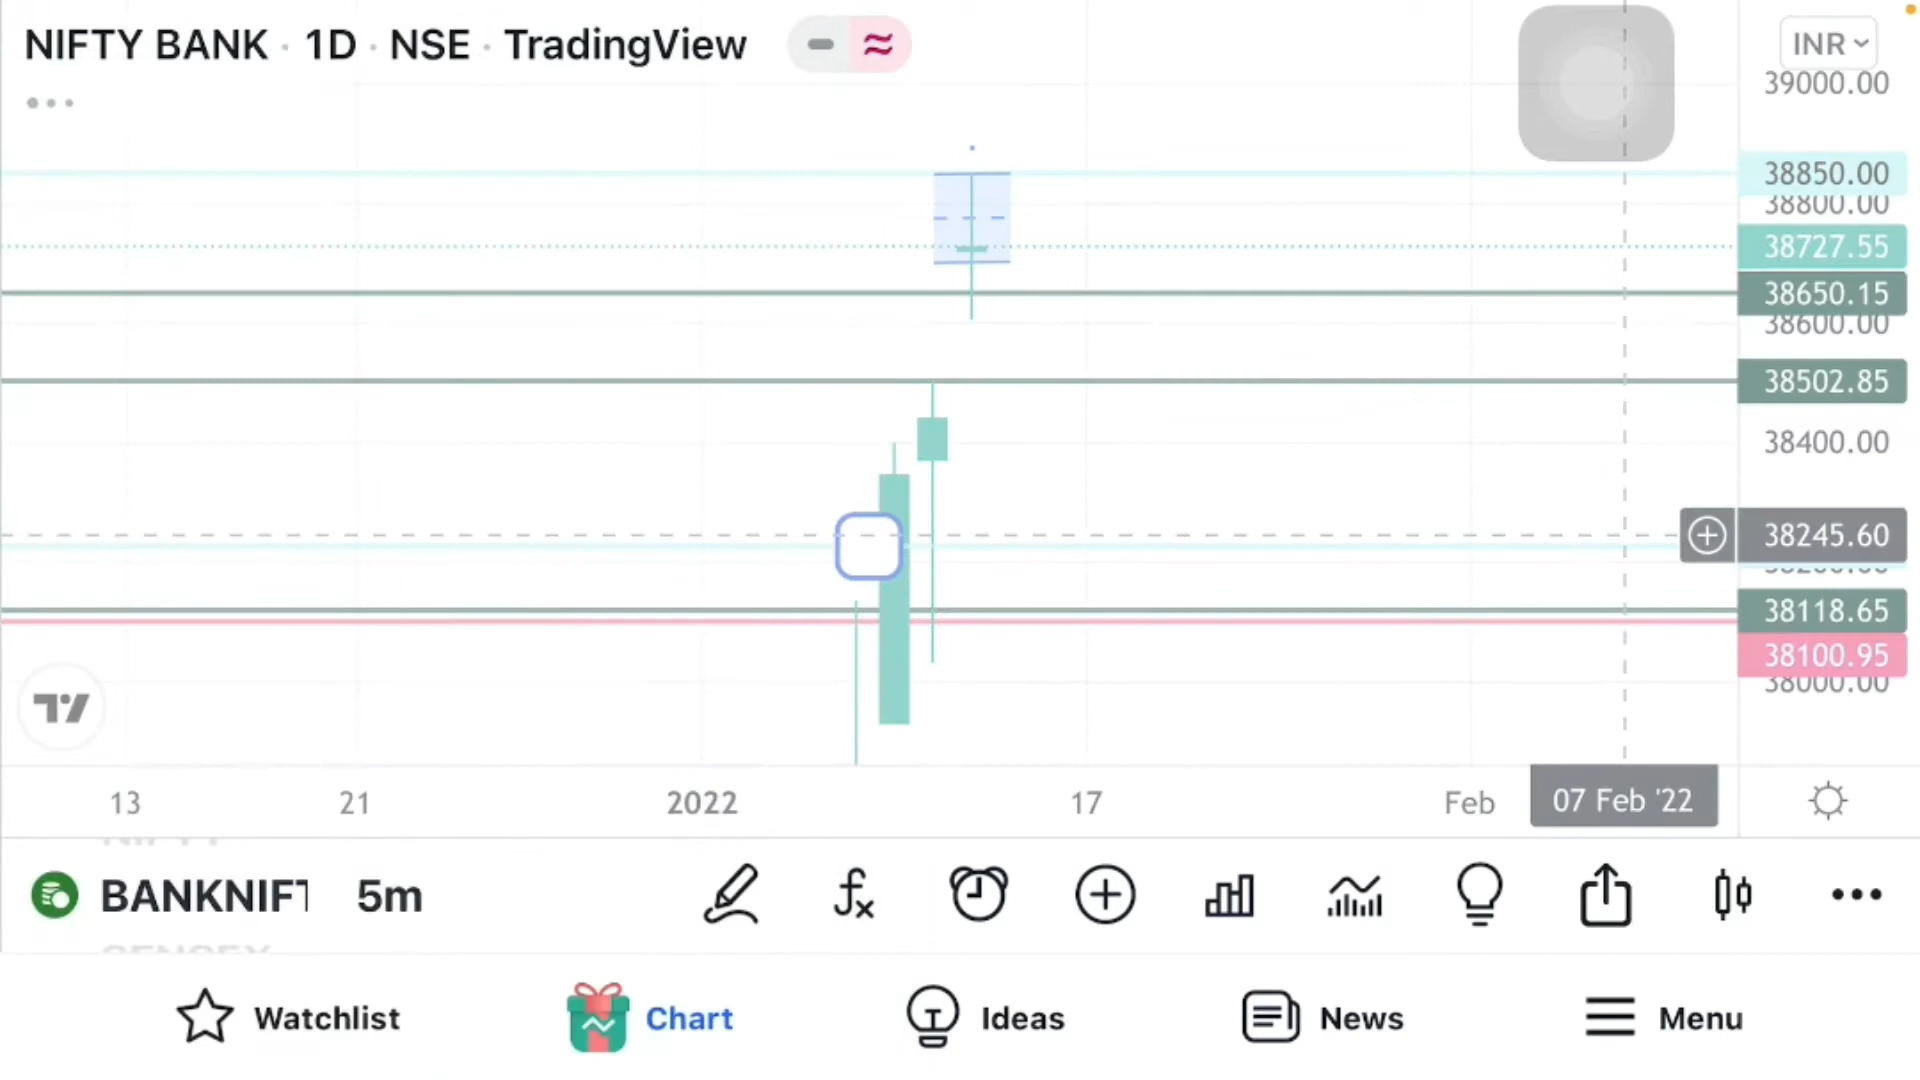 NIFTY BANK · 1D · NSE · TradingView
INR
39000.00
38850.00
38800.00
38727.55
38650.15
38600.00
38502.85
38400.00
38245.60
38118.65
38100.95
38000.00
13 21 2022 17 Feb 07 Feb '22
NIFTY
BANKNIFT 5m
SENSEX
Watchlist Chart Ideas News Menu